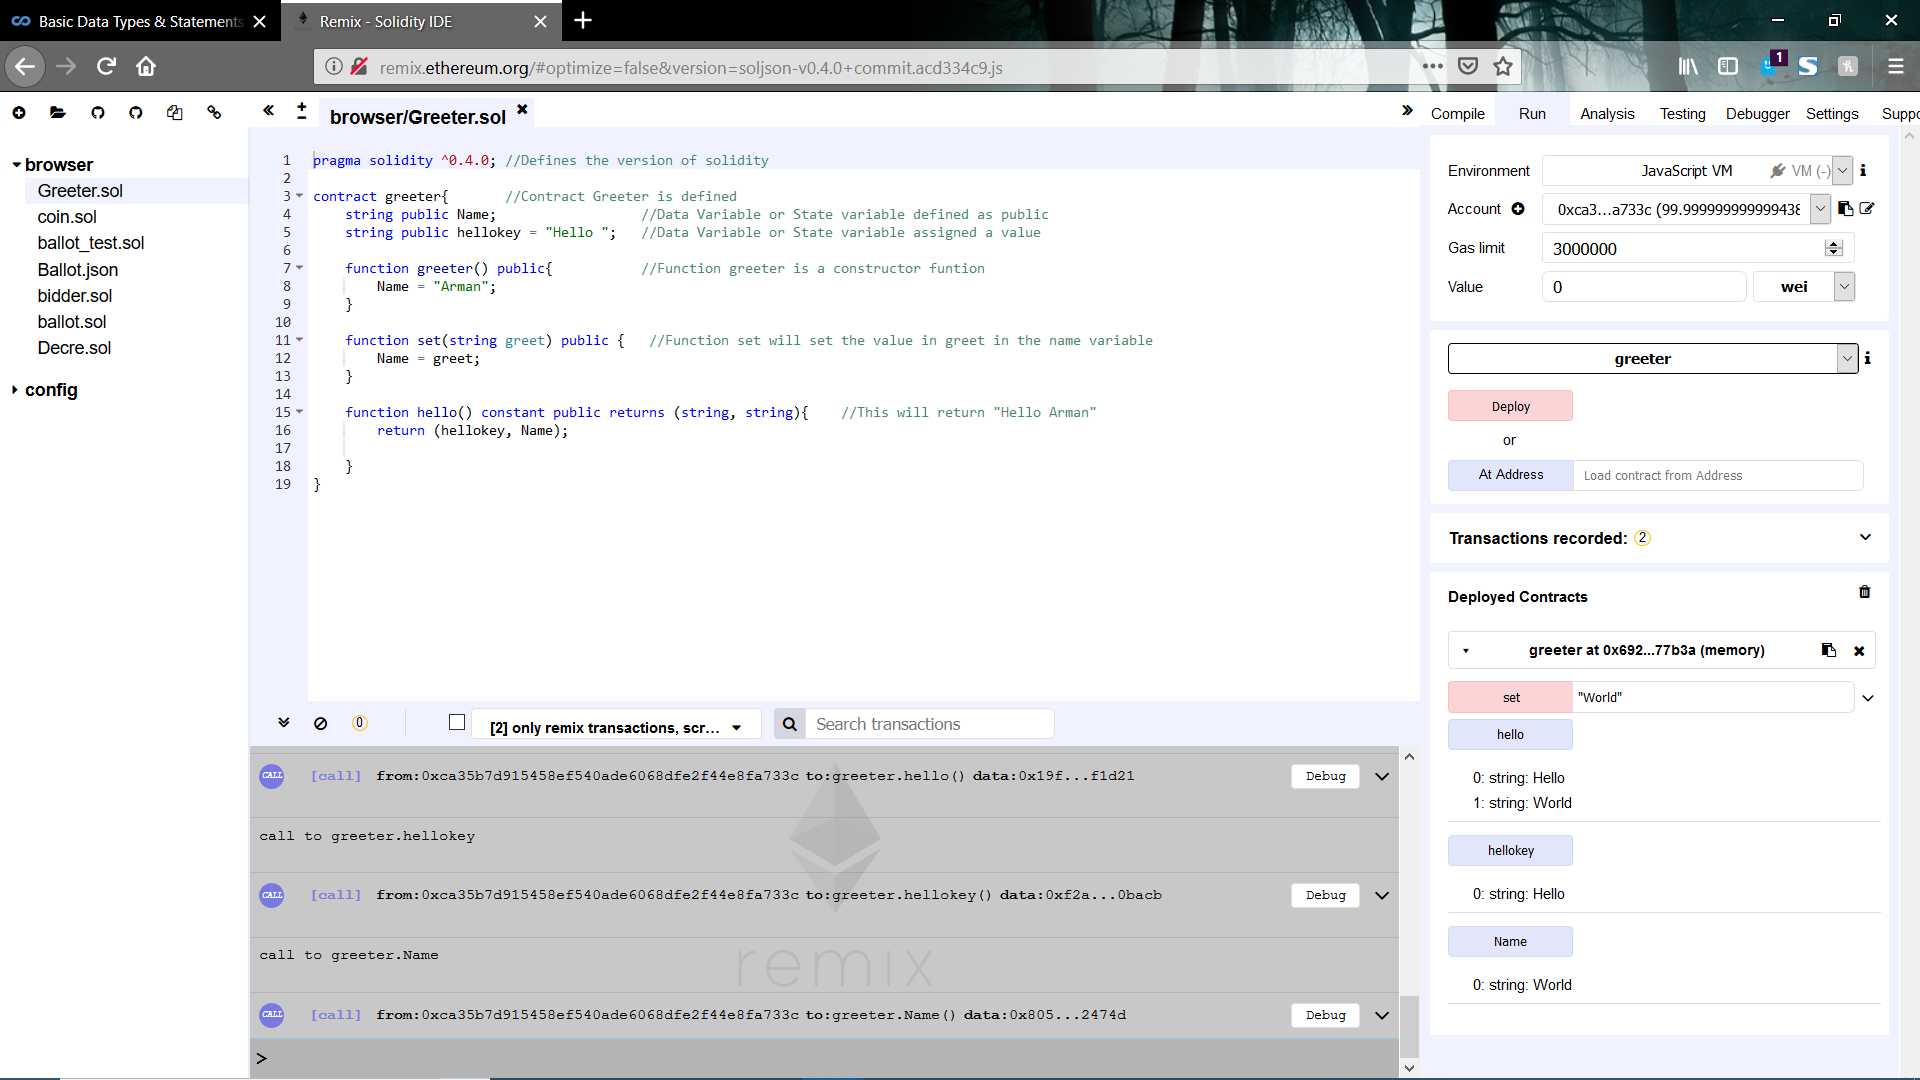 Basic Data Types & Statements
Remix - Solidity IDE
remix.ethereum.org/#optimize=false&version=soljson-v0.4.0+commit.acd334c9.js
1
browser/Greeter.sol
Compile Run Analysis Testing Debugger Settings Suppo
browser
Greeter.sol
coin.sol
ballot_test.sol
Ballot.json
bidder.sol
ballot.sol
Decre.sol
config
1 pragma solidity ^0.4.0; //Defines the version of solidity
2
3 contract greeter{ //Contract Greeter is defined
4 string public Name; //Data Variable or State variable defined as public
5 string public hellokey = "Hello "; //Data Variable or State variable assigned a value
6
7 function greeter() public{ //Function greeter is a constructor funtion
8 Name = "Arman";
9 }
10
11 function set(string greet) public { //Function set will set the value in greet in the name variable
12 Name = greet;
13 }
14
15 function hello() constant public returns (string, string){ //This will return "Hello Arman"
16 return (hellokey, Name);
17
18 }
19 }
0
[2] only remix transactions, scr...
Search transactions
CALL [call] from:0xca35b7d915458ef540ade6068dfe2f44e8fa733c to:greeter.hello() data:0x19f...f1d21 Debug
call to greeter.hellokey
CALL [call] from:0xca35b7d915458ef540ade6068dfe2f44e8fa733c to:greeter.hellokey() data:0xf2a...0bacb Debug
call to greeter.Name
remix
CALL [call] from:0xca35b7d915458ef540ade6068dfe2f44e8fa733c to:greeter.Name() data:0x805...2474d Debug
>
Environment JavaScript VM VM (-)
Account 0xca3...a733c (99.999999999999438
Gas limit 3000000
Value 0 wei
greeter
Deploy
or
At Address Load contract from Address
Transactions recorded: 2
Deployed Contracts
greeter at 0x692...77b3a (memory)
set "World"
hello
0: string: Hello
1: string: World
hellokey
0: string: Hello
Name
0: string: World